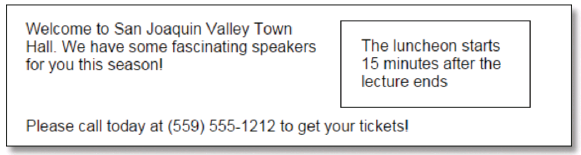 Welcome to San Joaquin Valley Town
Hall. We have some fascinating speakers
for you this season!
The luncheon starts
15 minutes after the
lecture ends
Please call today at (559) 555-1212 to get your tickets!